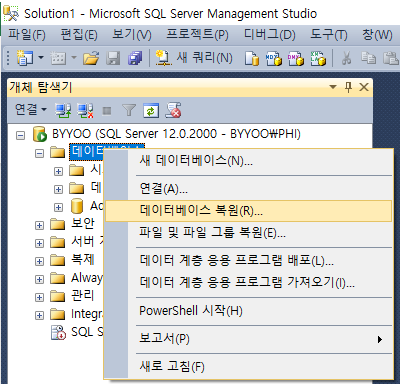 Solution1 - Microsoft SQL Server Management Studio
파일(F) 편집(E) 보기(V) 프로젝트(P) 디버그(D) 도구(T) 창(W)
새 쿼리(N)
개체 탐색기
연결
BYYOO (SQL Server 12.0.2000 - BYYOO\PHI)
새 데이터베이스(N)...
연결(A)...
데이터베이스 복원(R)...
파일 및 파일 그룹 복원(E)...
데이터 계층 응용 프로그램 배포(L)...
데이터 계층 응용 프로그램 가져오기(I)...
PowerShell 시작(H)
보고서(P)
새로 고침(F)
보안
서버
복제
관리
SQL